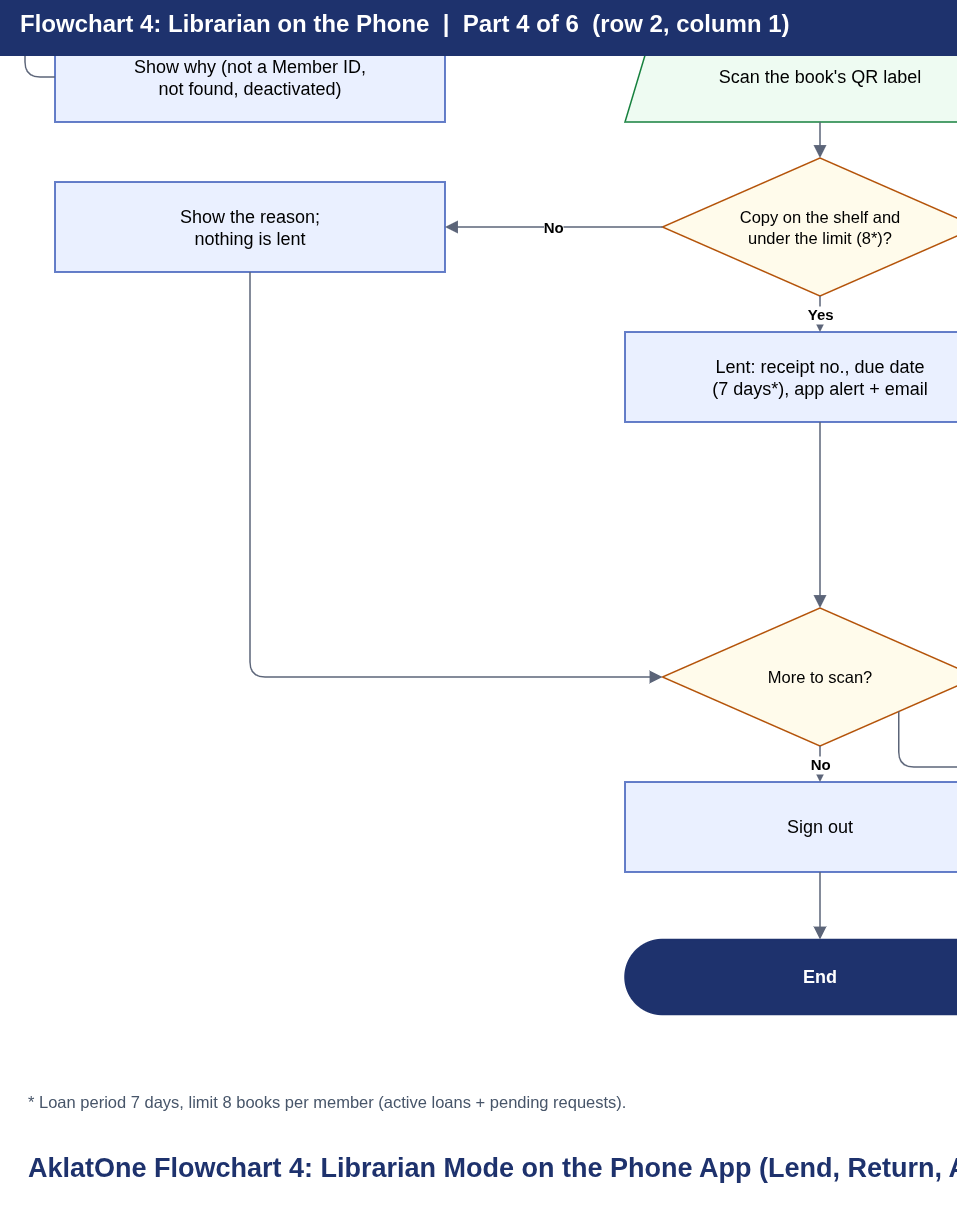 Flowchart 4: Librarian on the Phone | Part 4 of 6 (row 2, column 1)
Show why (not a Member ID,
not found, deactivated)
Scan the book's QR label
Show the reason;
nothing is lent
No
Copy on the shelf and
under the limit (8*)?
Yes
Lent: receipt no., due date
(7 days*), app alert + email
More to scan?
No
Sign out
End
* Loan period 7 days, limit 8 books per member (active loans + pending requests).
AklatOne Flowchart 4: Librarian Mode on the Phone App (Lend, Return,